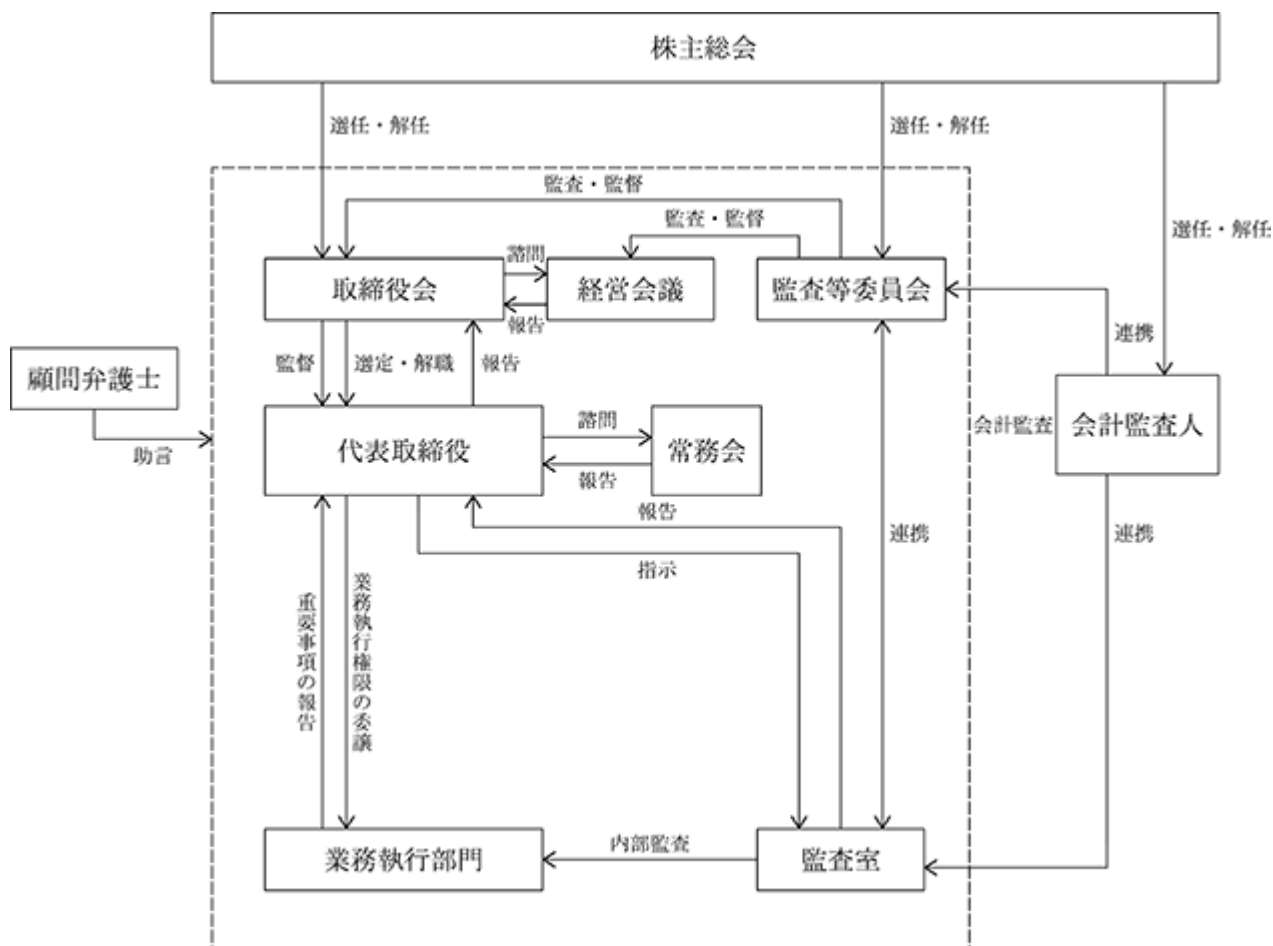 株主総会
選任・解任
選任・解任
選任・解任
監査・監督
監査・監督
取締役会
諮問
報告
経営会議
監査等委員会
連携
監督
選定・解職
報告
顧問弁護士
助言
代表取締役
諮問
報告
常務会
会計監査
会計監査人
報告
指示
連携
連携
重要事項の報告
業務執行権限の委譲
業務執行部門
内部監査
監査室